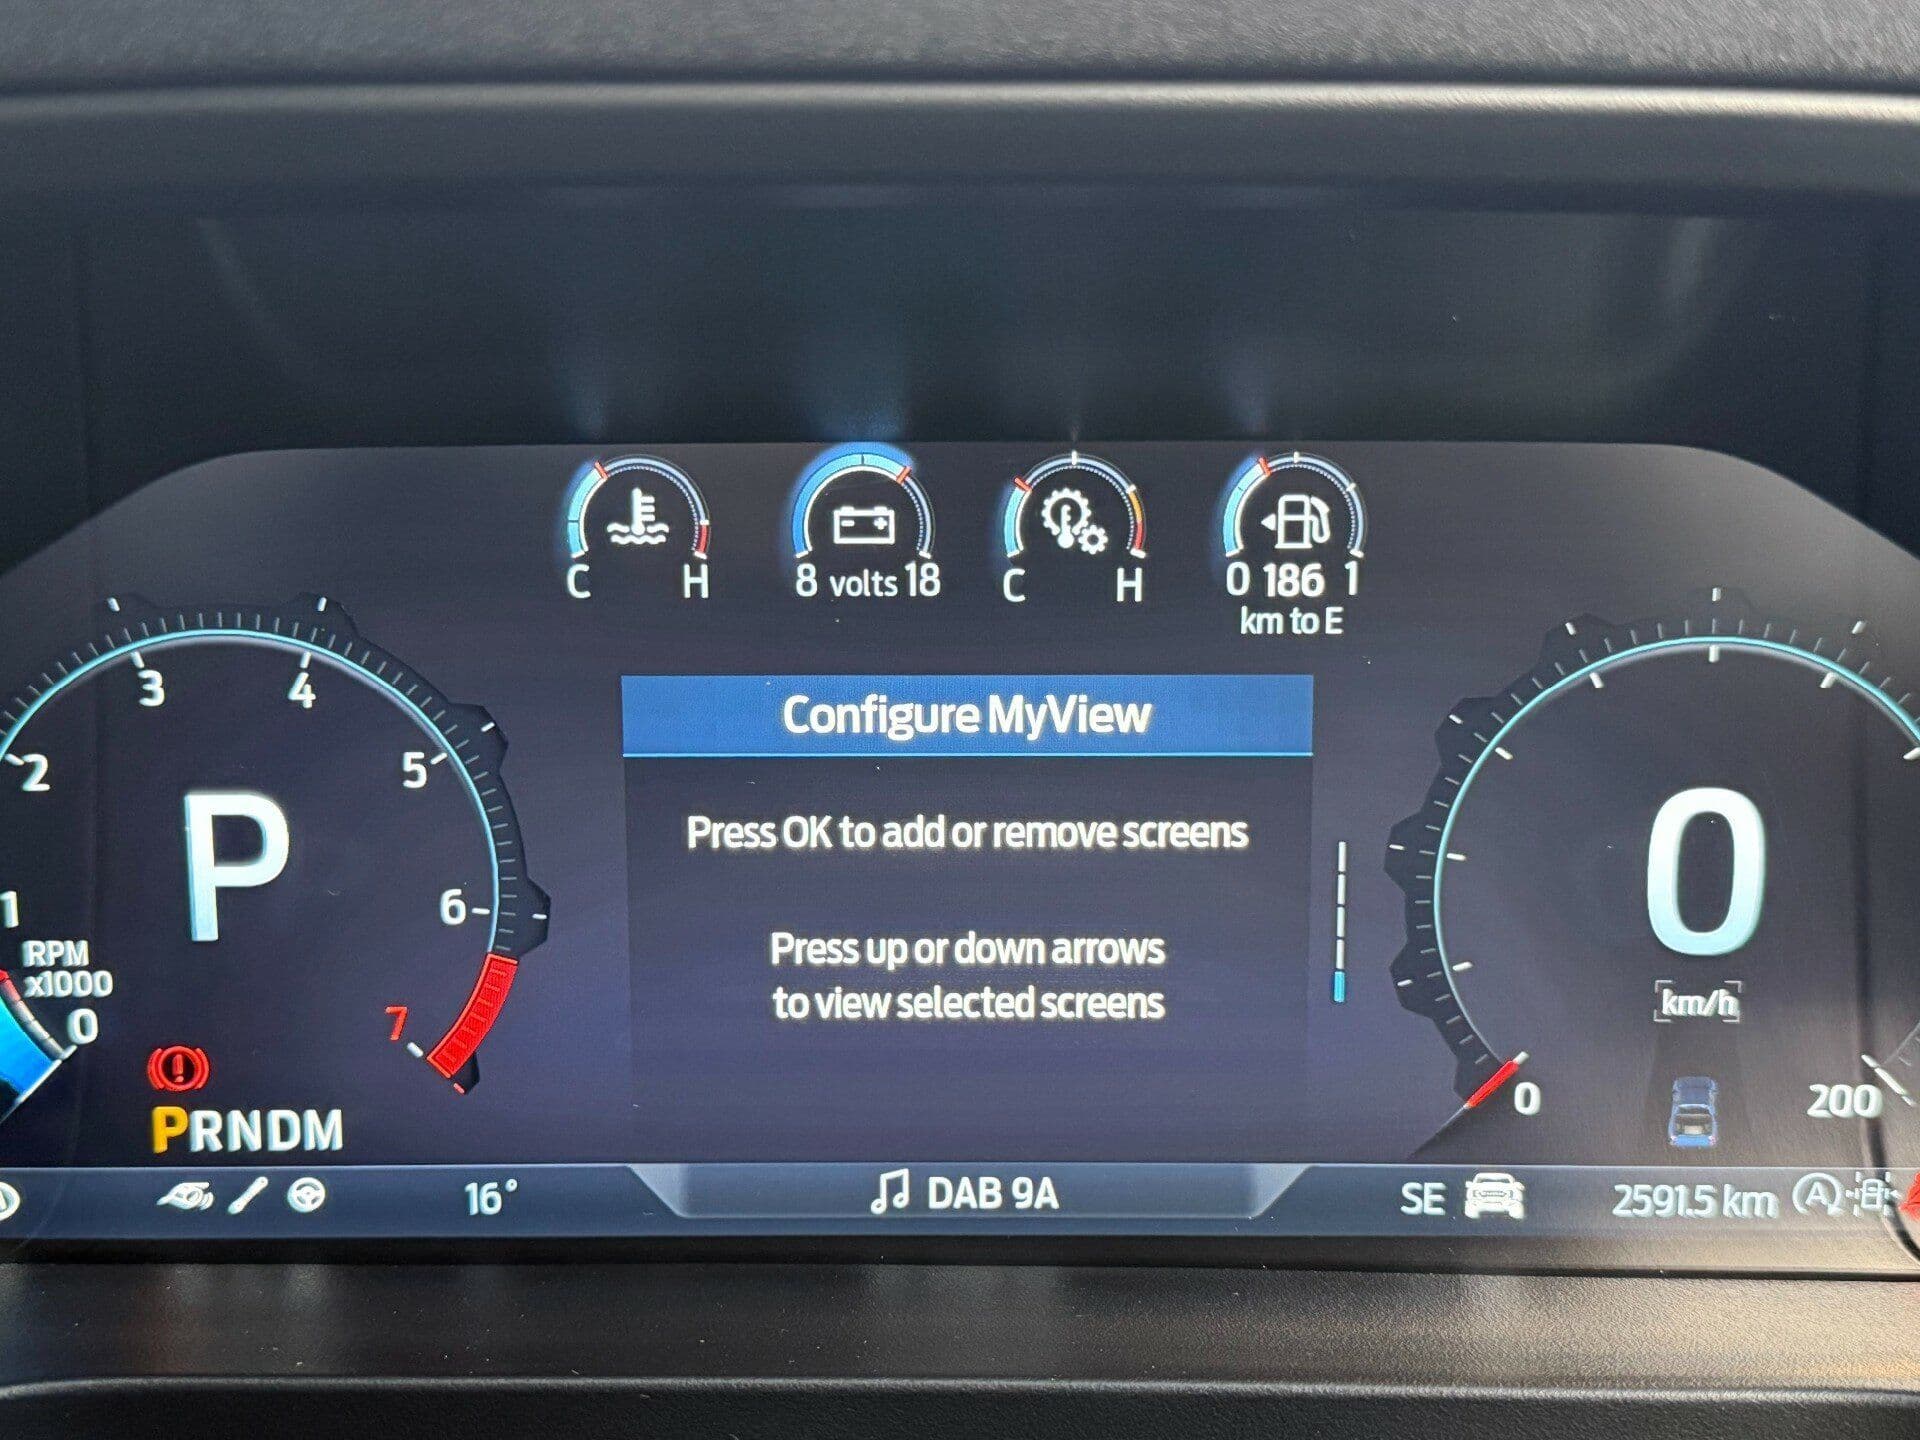 C H
8 volts 18
C H
0 186 1
km to E
Configure MyView
Press OK to add or remove screens
Press up or down arrows
to view selected screens
1
2
3
4
5
6
7
0
RPM
x1000
P
PRNDM
0
km/h
0
200
16°
DAB 9A
SE
2591.5 km
A